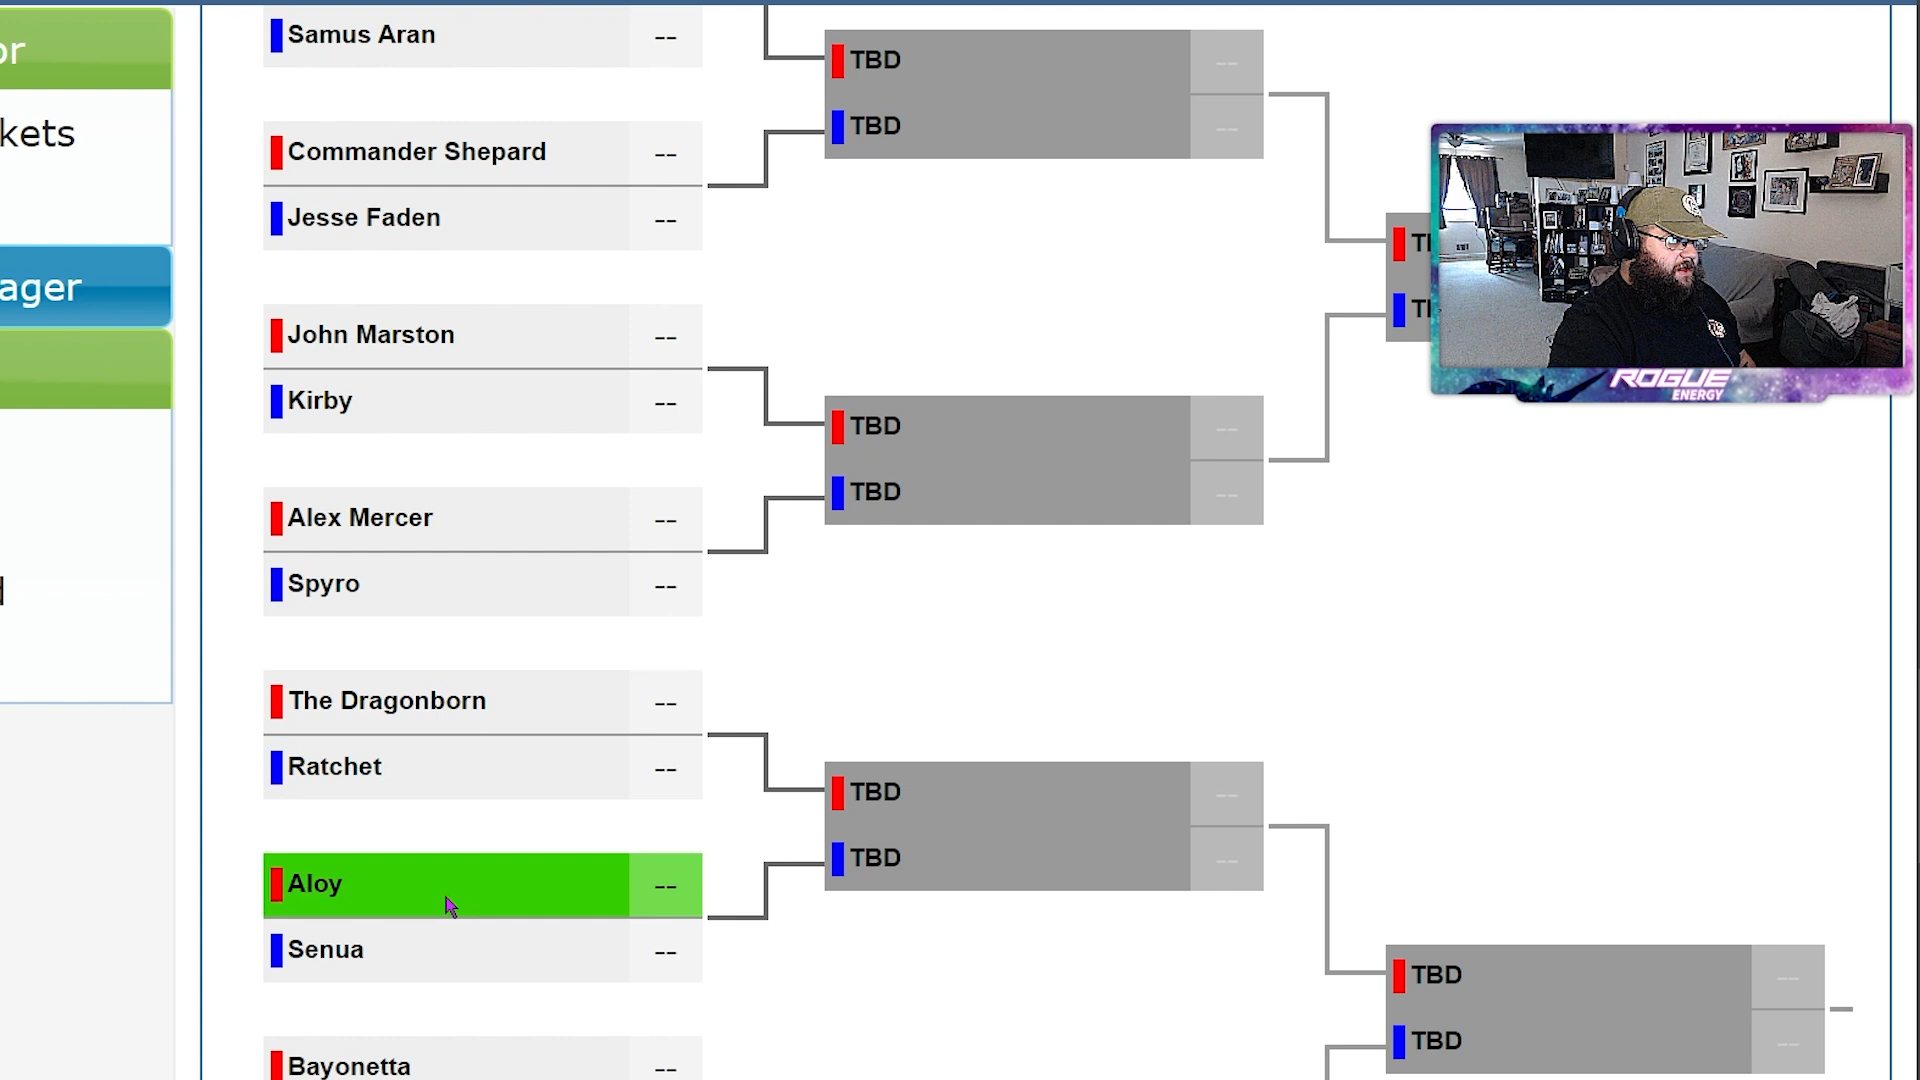 or
kets
ager
Samus Aran --
Commander Shepard --
Jesse Faden --
John Marston --
Kirby --
Alex Mercer --
Spyro --
The Dragonborn --
Ratchet --
Aloy --
Senua --
Bayonetta --
TBD --
TBD --
TBD --
TBD --
TBD --
TBD --
TBD --
TBD --
ROGUE
ENERGY